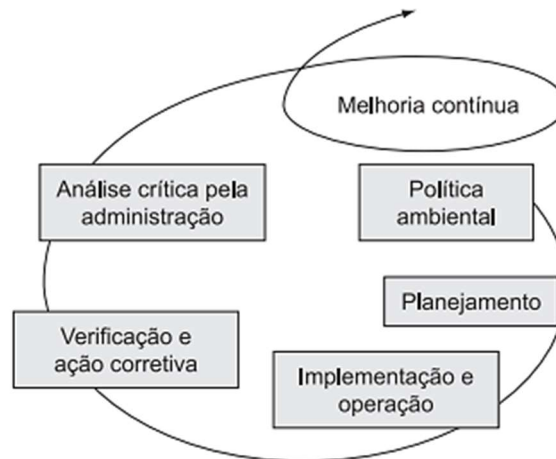 Melhoria contínua
Análise crítica pela
administração
Política
ambiental
Planejamento
Verificação e
ação corretiva
Implementação e
operação